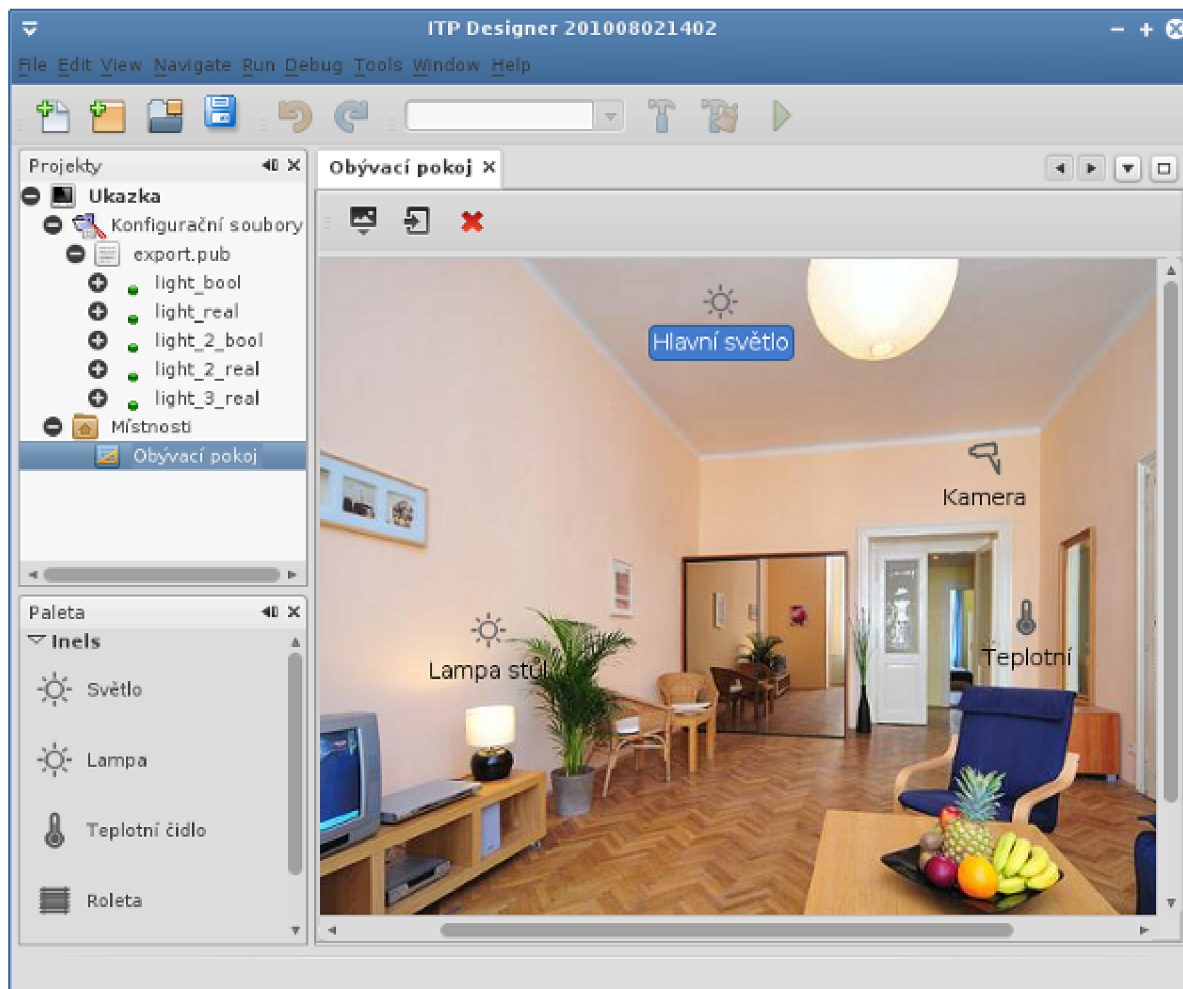 ITP Designer 201008021402
File Edit View Navigate Run Debug Tools Window Help
Projekty
Ukazka
Konfigurační soubory
export.pub
light_bool
light_real
light_2_bool
light_2_real
light_3_real
Místnosti
Obývací pokoj
Paleta
Inels
Světlo
Lampa
Teplotní čidlo
Roleta
Obývací pokoj
Hlavní světlo
Kamera
Teplotní
Lampa stůl